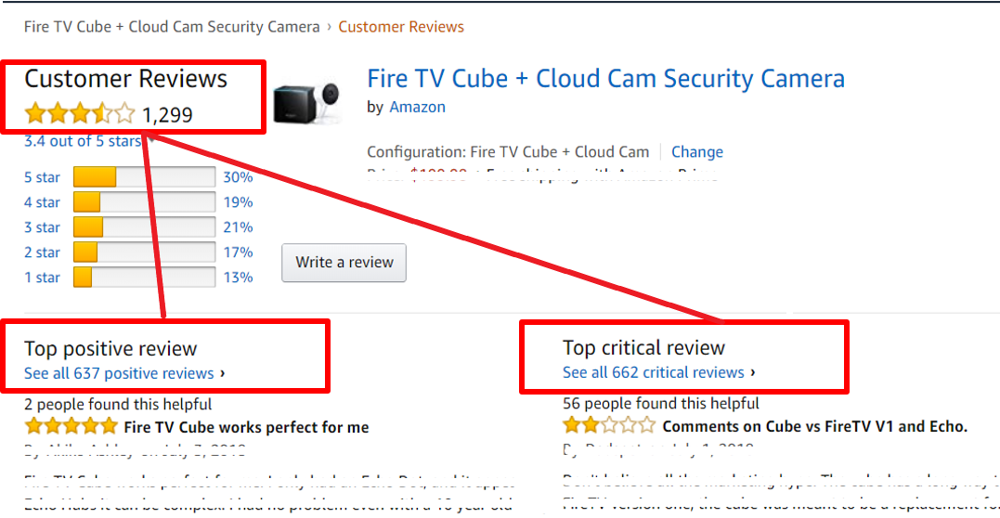 Fire TV Cube + Cloud Cam Security Camera › Customer Reviews
Customer Reviews
1,299
3.4 out of 5 stars
Fire TV Cube + Cloud Cam Security Camera
by Amazon
Configuration: Fire TV Cube + Cloud Cam
Change
5 star 30%
4 star 19%
3 star 21%
2 star 17%
1 star 13%
Write a review
Top positive review
See all 637 positive reviews ›
2 people found this helpful
Fire TV Cube works perfect for me
Top critical review
See all 662 critical reviews ›
56 people found this helpful
Comments on Cube vs FireTV V1 and Echo.